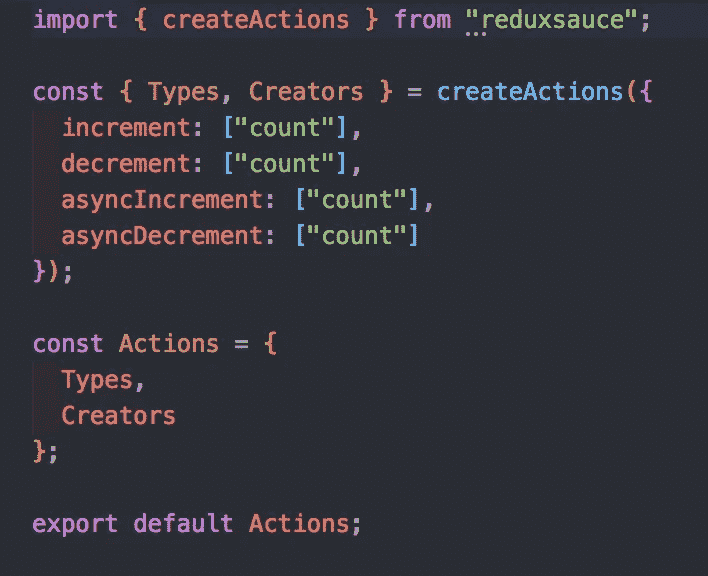 import { createActions } from "reduxsauce";
const { Types, Creators } = createActions({
increment: ["count"],
decrement: ["count"],
asyncIncrement: ["count"],
asyncDecrement: ["count"]
});
const Actions = {
Types,
Creators
};
export default Actions;